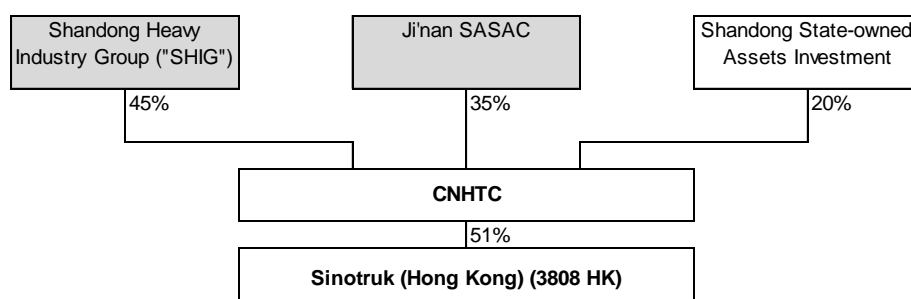 Shandong Heavy
Industry Group ("SHIG")
Ji'nan SASAC
Shandong State-owned
Assets Investment
45%
35%
20%
CNHTC
51%
Sinotruk (Hong Kong) (3808 HK)